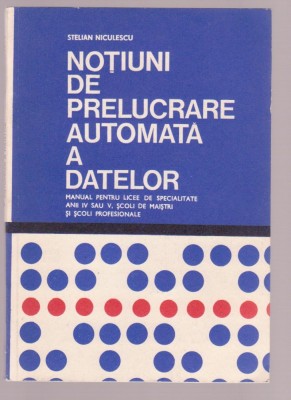 STELIAN NICULESCU
NOȚIUNI
DE
PRELUCRARE
AUTOMATA
A
DATELOR
MANUAL PENTRU LICEE DE SPECIALITATE
ANII IV SAU V, ȘCOLI DE MAIȘTRI
ȘI ȘCOLI PROFESIONALE